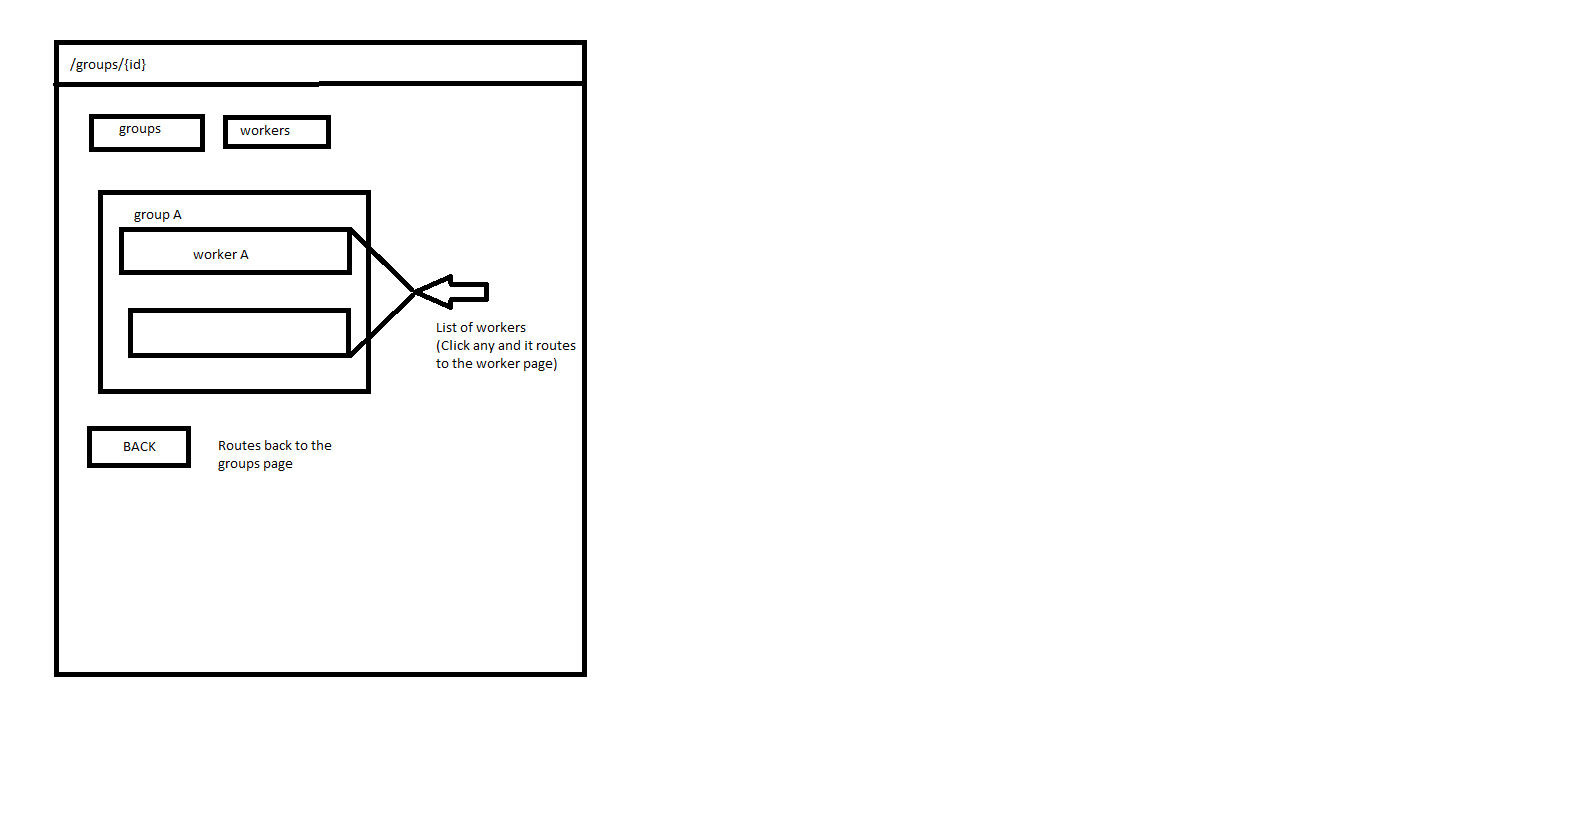 /groups/{id}
groups
workers
group A
worker A
List of workers
(Click any and it routes
to the worker page)
BACK
Routes back to the
groups page